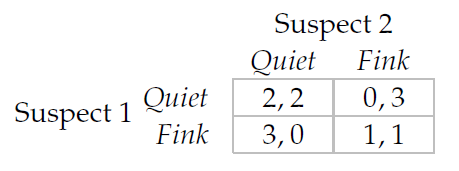 Suspect 2
Quiet Fink
Suspect 1 Quiet 2, 2 0, 3
Fink 3, 0 1, 1